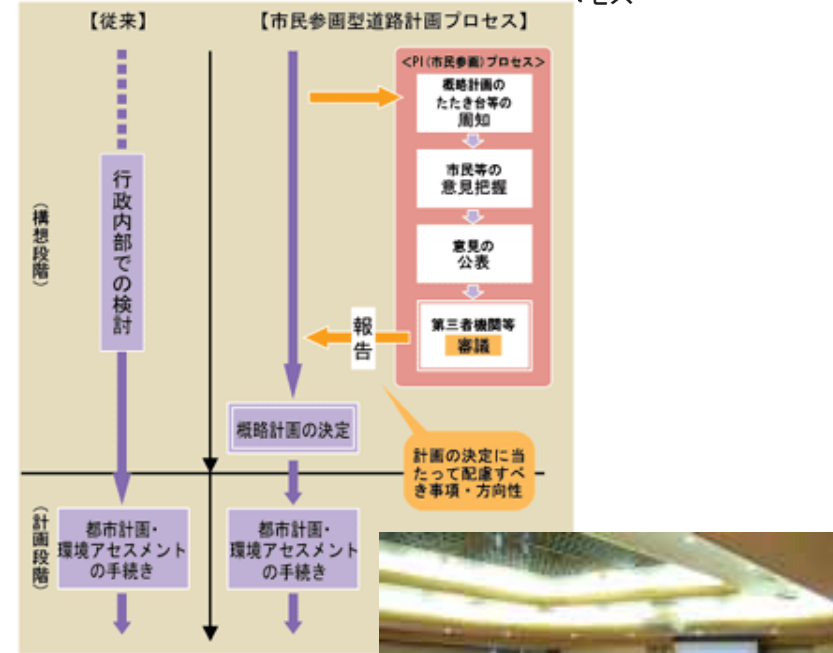 【従来】
【市民参画型道路計画プロセス】
<PI(市民参画)プロセス>
概略計画の
たたき台等の
周知
市民等の
意見把握
意見の
公表
第三者機関等
審議
報告
行政内部での検討
(構想段階)
概略計画の決定
計画の決定に当
たって配慮すべ
き事項・方向性
(計画段階)
都市計画・
環境アセスメント
の手続き
都市計画・
環境アセスメント
の手続き